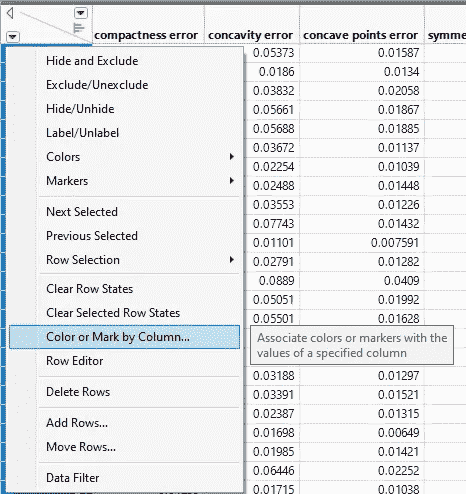 compactness error concavity error concave points error symme
Hide and Exclude
Exclude/Unexclude
Hide/Unhide
Label/Unlabel
Colors
Markers
Next Selected
Previous Selected
Row Selection
Clear Row States
Clear Selected Row States
Color or Mark by Column...
Row Editor
Delete Rows
Add Rows...
Move Rows...
Data Filter
0.05373 0.01587
0.0186 0.0134
0.03832 0.02058
0.05661 0.01867
0.05688 0.01885
0.03672 0.01137
0.02254 0.01039
0.02488 0.01448
0.03553 0.01226
0.07743 0.01432
0.01101 0.007591
0.02791 0.01282
0.0889 0.0409
0.05051 0.01992
0.05501 0.01628
Associate colors or markers with the
values of a specified column
0.03188 0.01297
0.03391 0.01521
0.02387 0.01315
0.01698 0.00649
0.01985 0.01421
0.06446 0.02252
0.01715 0.01038